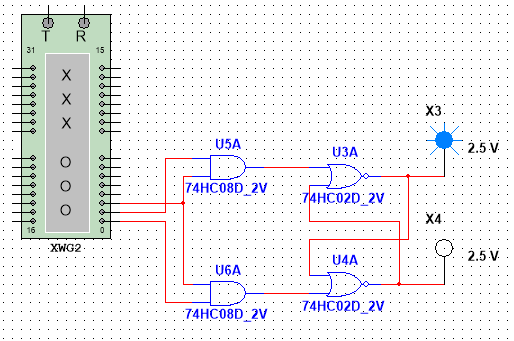 T R
31 15
X
X
X
O
O
O
16 0
XWG2
U5A
74HC08D_2V
U3A
74HC02D_2V
X3
2.5 V
U6A
74HC08D_2V
U4A
74HC02D_2V
X4
2.5 V